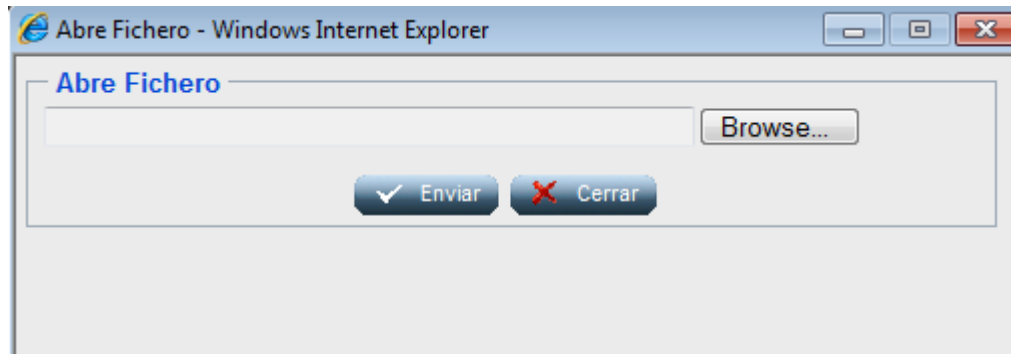 Abre Fichero - Windows Internet Explorer
Abre Fichero
Browse...
Enviar Cerrar